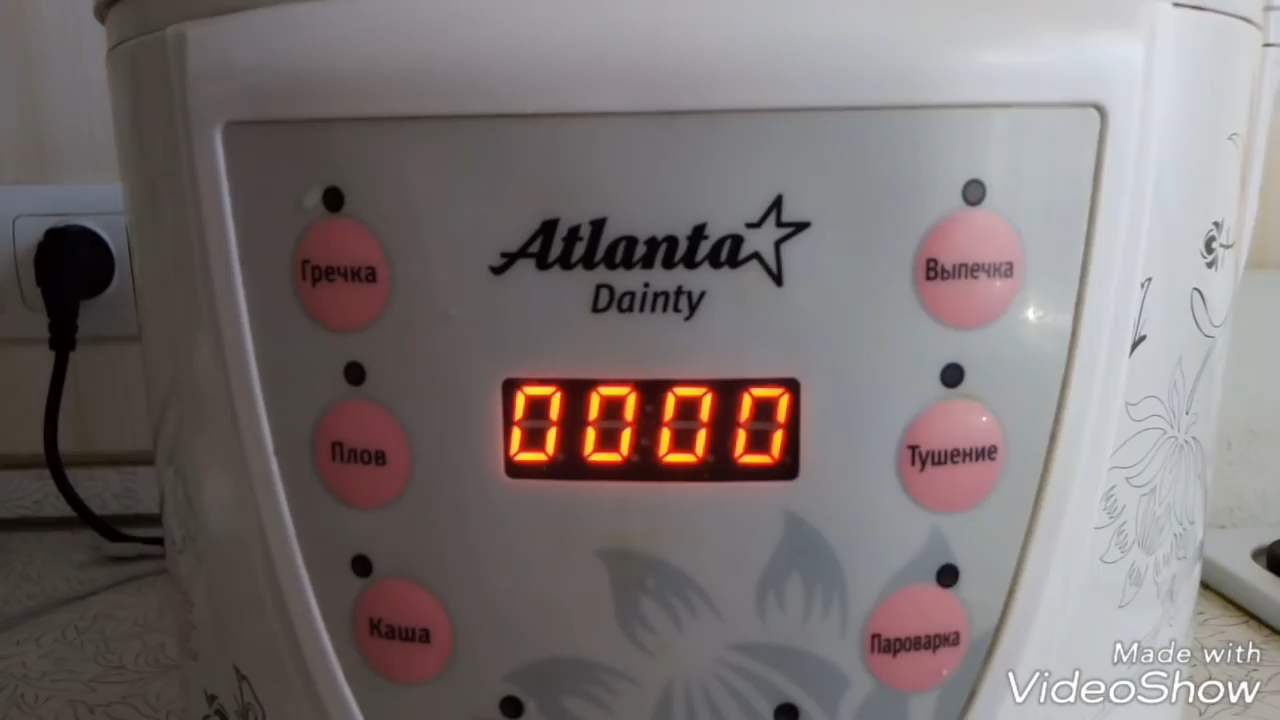 Atlanta
Dainty
Гречка
Выпечка
0000
Плов
Тушение
Каша
Пароварка
Made with
VideoShow